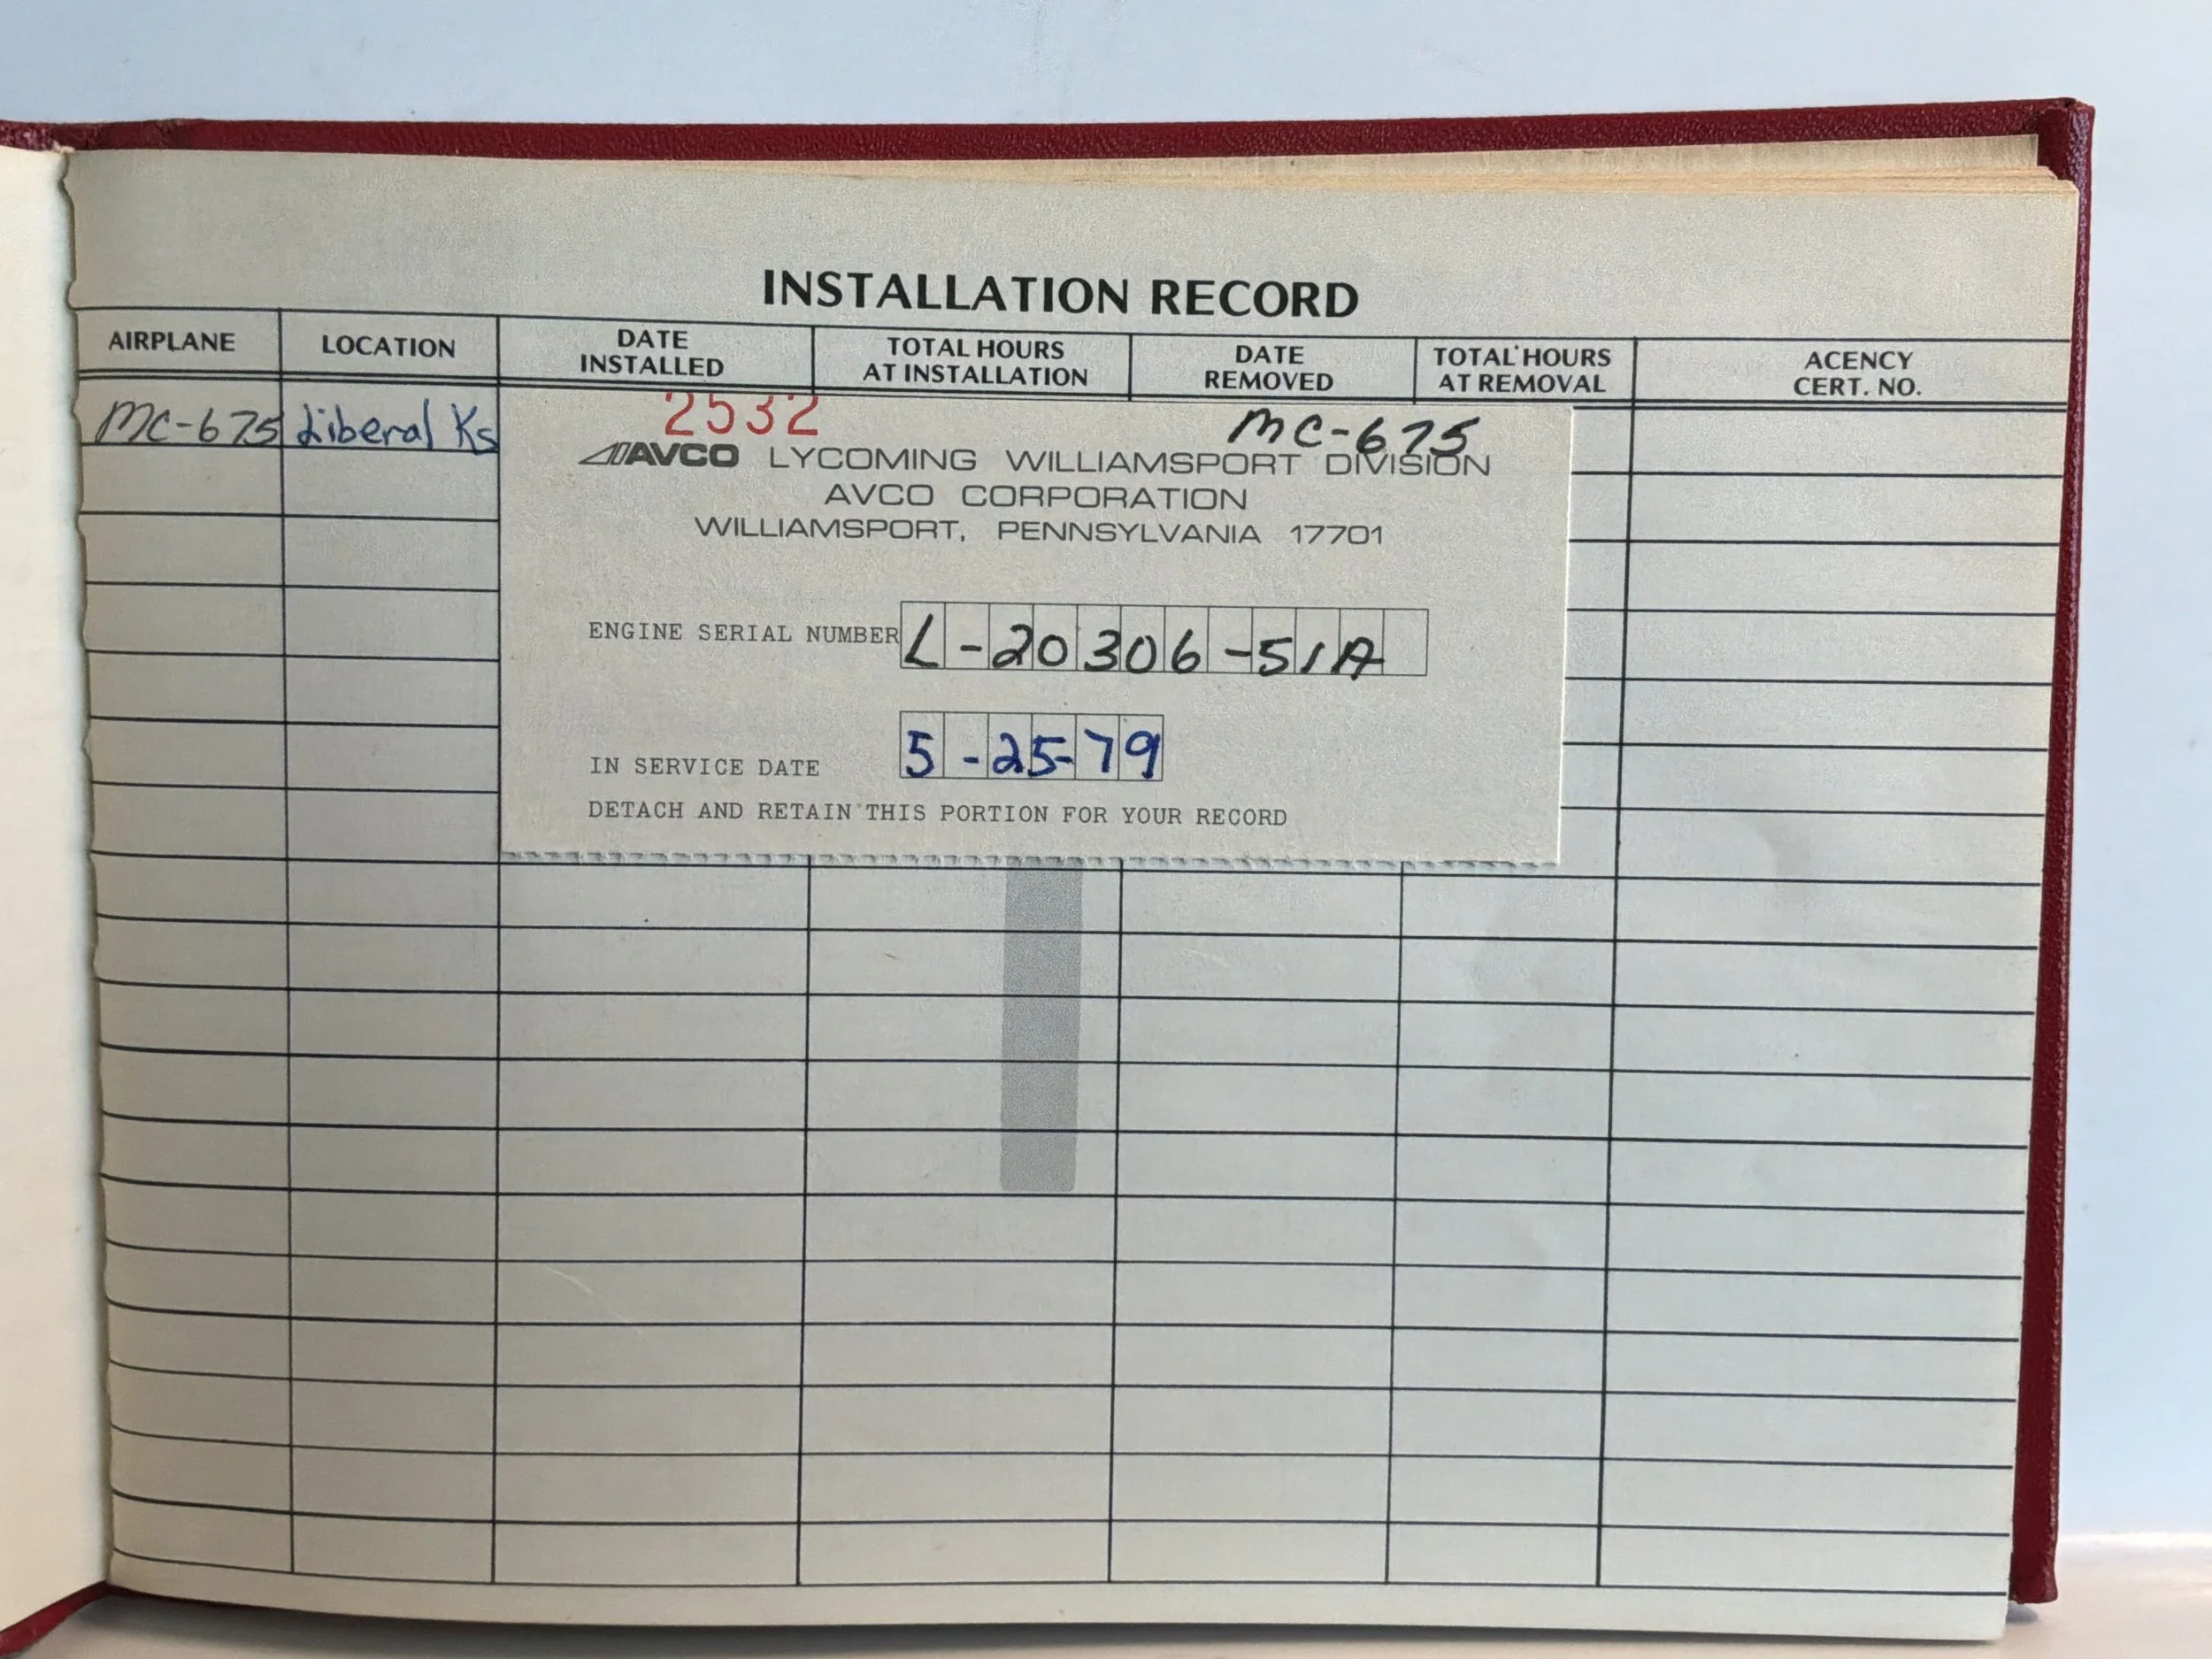 INSTALLATION RECORD
AIRPLANE LOCATION DATE INSTALLED TOTAL HOURS AT INSTALLATION DATE REMOVED TOTAL HOURS AT REMOVAL ACENCY CERT. NO.
MC-675 Liberal Ks
2532 MC-675
AVCO LYCOMING WILLIAMSPORT DIVISION
AVCO CORPORATION
WILLIAMSPORT, PENNSYLVANIA 17701
ENGINE SERIAL NUMBER L-20306-51A
IN SERVICE DATE 5-25-79
DETACH AND RETAIN THIS PORTION FOR YOUR RECORD